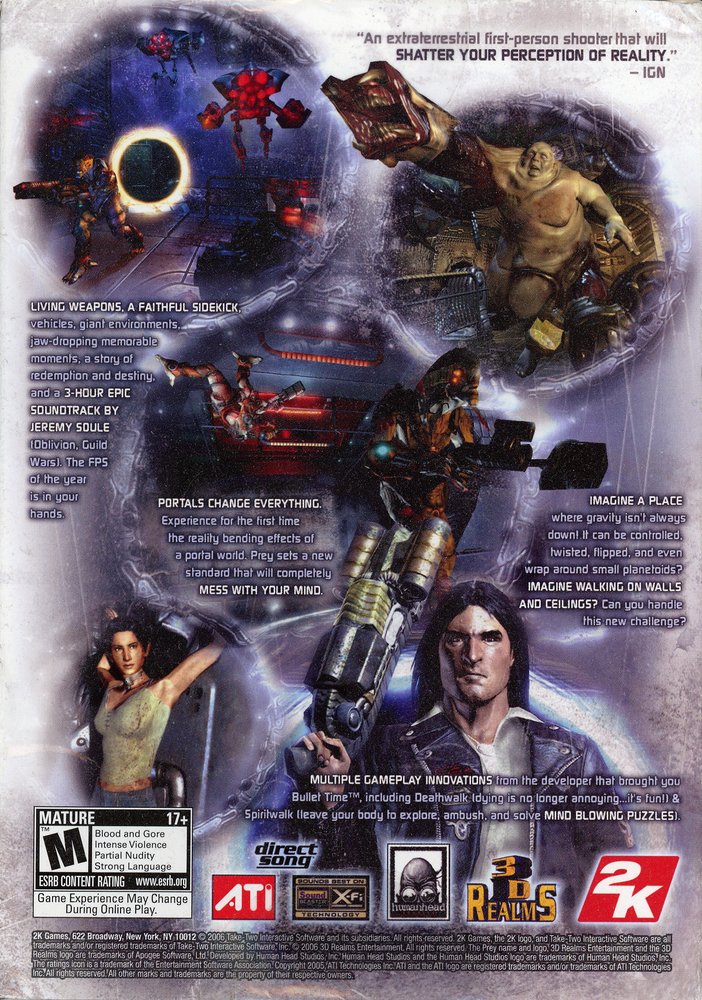 "An extraterrestrial first-person shooter that will
SHATTER YOUR PERCEPTION OF REALITY."
– IGN
LIVING WEAPONS, A FAITHFUL SIDEKICK,
vehicles, giant environments,
jaw-dropping memorable
moments, a story of
redemption and destiny,
and a 3-HOUR EPIC
SOUNDTRACK BY
JEREMY SOULE
(Oblivion, Guild
Wars). The FPS
of the year
is in your
hands.
PORTALS CHANGE EVERYTHING.
Experience for the first time
the reality bending effects of
a portal world. Prey sets a new
standard that will completely
MESS WITH YOUR MIND.
IMAGINE A PLACE
where gravity isn't always
down! It can be controlled,
twisted, flipped, and even
wrap around small planetoids?
IMAGINE WALKING ON WALLS
AND CEILINGS? Can you handle
this new challenge?
MULTIPLE GAMEPLAY INNOVATIONS from the developer that brought you
Bullet Time™, including Deathwalk (dying is no longer annoying...it's fun!) &
Spiritwalk (leave your body to explore, ambush, and solve MIND BLOWING PUZZLES).
MATURE 17+
M™
Blood and Gore
Intense Violence
Partial Nudity
Strong Language
ESRB CONTENT RATING www.esrb.org
Game Experience May Change
During Online Play.
direct
song
ATI
SOUNDS BEST ON
Sound BLASTER X-Fi
TECHNOLOGY
humanhead
3D
REALMS
2K
2K Games, 622 Broadway, New York, NY 10012 © 2006 Take-Two Interactive Software and its subsidiaries. All rights reserved. 2K Games, the 2K logo, and Take-Two Interactive Software are all
trademarks and/or registered trademarks of Take-Two Interactive Software, Inc. © 2006 3D Realms Entertainment. All rights reserved. The Prey name and logo, 3D Realms Entertainment and the 3D
Realms logo are trademarks of Apogee Software, Ltd. Developed by Human Head Studios, Inc. Human Head Studios and the Human Head Studios logo are trademarks of Human Head Studios, Inc.
The ratings icon is a trademark of the Entertainment Software Association. Copyright 2005, ATI Technologies Inc. ATI and the ATI logo are registered trademarks and/or trademarks of ATI Technologies
Inc. All rights reserved. All other marks and trademarks are the property of their respective owners.